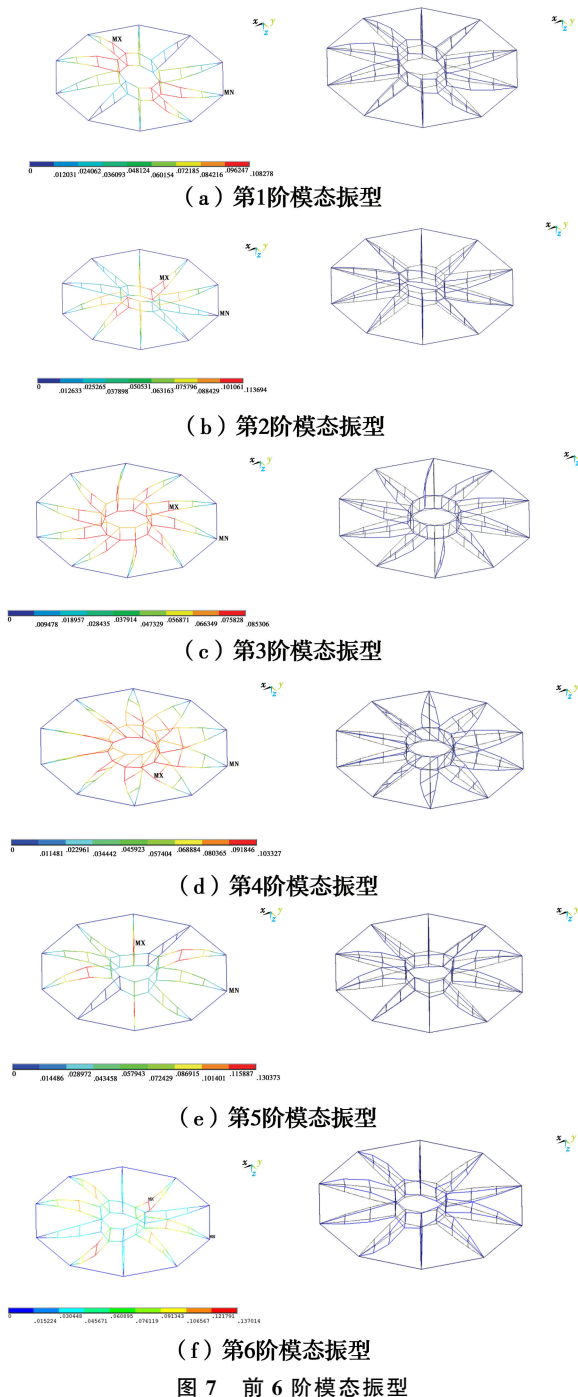 x y z
x y z
MX
MN
0 .012031 .024062 .036093 .048124 .060154 .072185 .084216 .096247 .108278
(a)第1阶模态振型
x y z
x y z
MX
MN
0 .012633 .025265 .037898 .050531 .063163 .075796 .088429 .101061 .113694
(b)第2阶模态振型
x y z
x z
MX
MN
0 .009478 .018957 .028435 .037914 .047329 .056871 .066349 .075828 .085306
(c)第3阶模态振型
x y z
x y z
MN
MX
0 .011481 .022961 .034442 .045923 .057404 .068884 .080365 .091846 .103327
(d)第4阶模态振型
x y z
x y z
MX
MN
0 .014486 .028972 .043458 .057943 .072429 .086915 .101401 .115887 .130373
(e)第5阶模态振型
x y z
x y z
MX
MN
0 .015224 .030448 .045671 .060895 .076119 .091343 .106567 .121791 .137014
(f)第6阶模态振型
图 7 前 6 阶模态振型